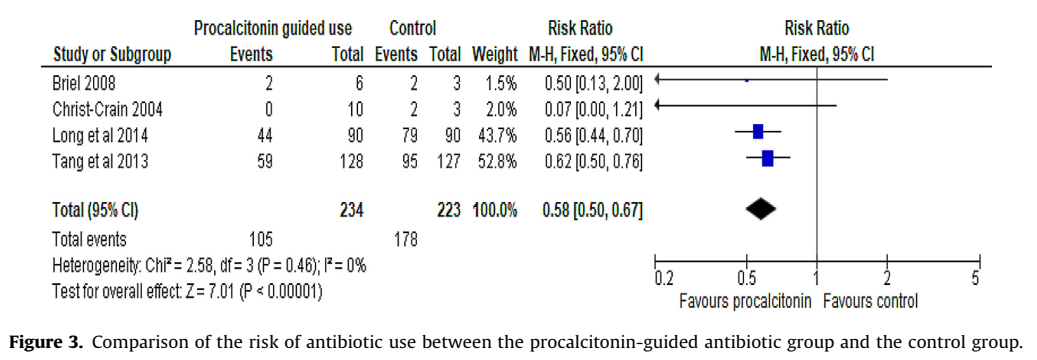 Procalcitonin guided use Control Risk Ratio Risk Ratio
Study or Subgroup Events Total Events Total Weight M-H, Fixed, 95% CI M-H, Fixed, 95% CI
Briel 2008 2 6 2 3 1.5% 0.50 [0.13, 2.00]
Christ-Crain 2004 0 10 2 3 2.0% 0.07 [0.00, 1.21]
Long et al 2014 44 90 79 90 43.7% 0.56 [0.44, 0.70]
Tang et al 2013 59 128 95 127 52.8% 0.62 [0.50, 0.76]
Total (95% CI) 234 223 100.0% 0.58 [0.50, 0.67]
Total events 105 178
Heterogeneity: Chi² = 2.58, df = 3 (P = 0.46); I² = 0%
Test for overall effect: Z = 7.01 (P < 0.00001)
0.2 0.5 1 2 5
Favours procalcitonin Favours control
Figure 3. Comparison of the risk of antibiotic use between the procalcitonin-guided antibiotic group and the control group.